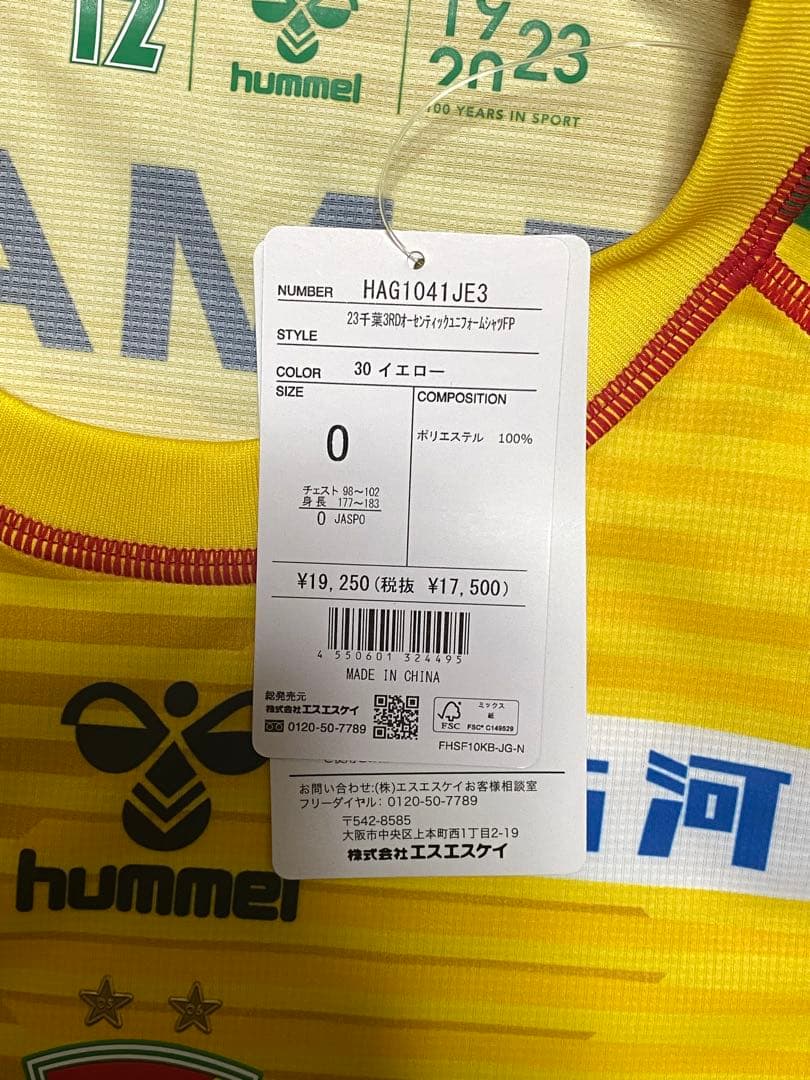 12
hummel
1923
2023
100 YEARS IN SPORT
AM
NUMBER HAG1041JE3
23千葉3RDオーセンティックユニフォームシャツFP
STYLE
COLOR 30 イエロー
SIZE
0
チェスト 98〜102
身長 177〜183
0 JASPO
COMPOSITION
ポリエステル 100%
¥19,250(税抜 ¥17,500)
4 550601 324495
MADE IN CHINA
総発売元
株式会社エスエスケイ
0120-50-7789
FSC
ミックス
紙
FSC® C149529
FHSF10KB-JG-N
お問い合わせ:(株)エスエスケイお客様相談室
フリーダイヤル: 0120-50-7789
〒542-8585
大阪市中央区上本町西1丁目2-19
株式会社エスエスケイ
河
hummel